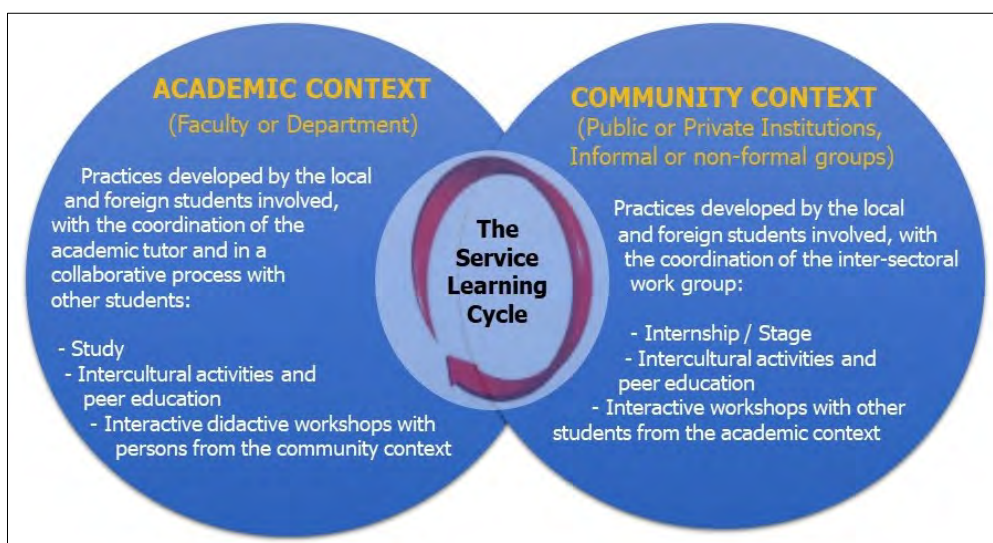 ACADEMIC CONTEXT
(Faculty or Department)
Practices developed by the local
and foreign students involved,
with the coordination of the
academic tutor and in a
collaborative process with
other students:
- Study
- Intercultural activities and
peer education
- Interactive didactive workshops with
persons from the community context
The
Service
Learning
Cycle
COMMUNITY CONTEXT
(Public or Private Institutions,
Informal or non-formal groups)
Practices developed by the local
and foreign students involved, with
the coordination of the inter-sectoral
work group:
- Internship / Stage
- Intercultural activities and
peer education
- Interactive workshops with other
students from the academic context